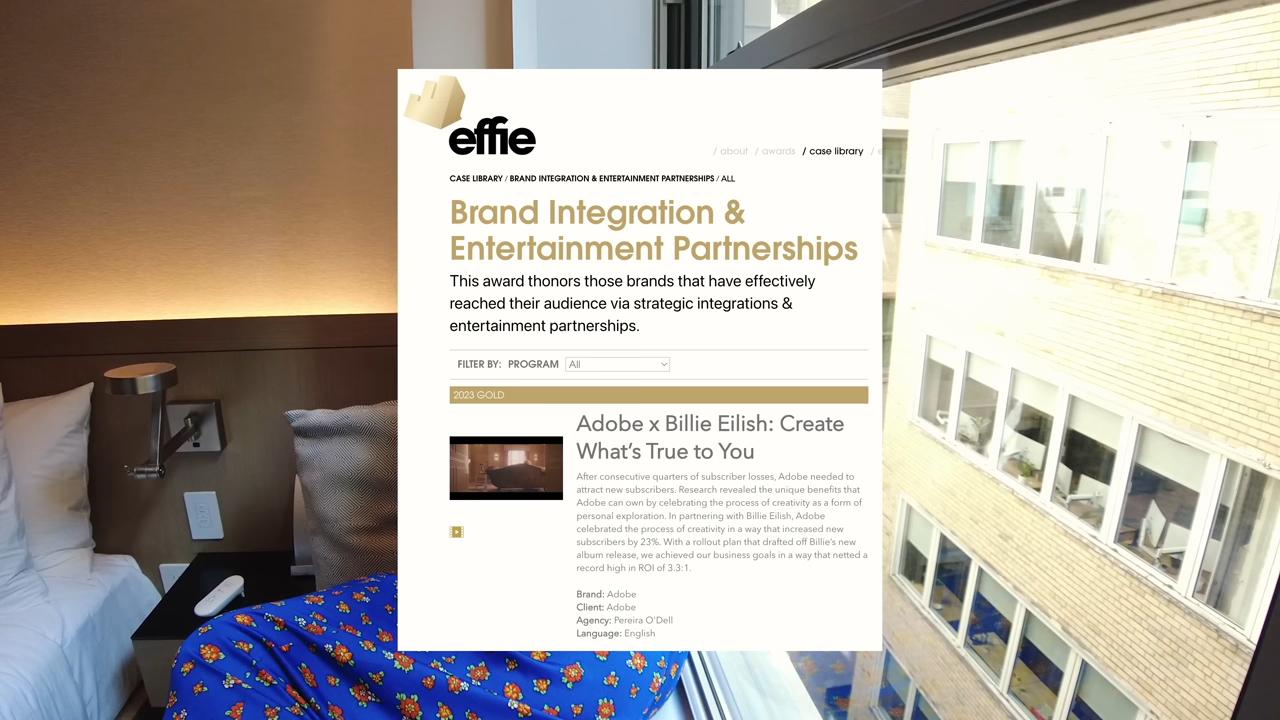 effie
/ about / awards / case library / e
CASE LIBRARY / BRAND INTEGRATION & ENTERTAINMENT PARTNERSHIPS / ALL
Brand Integration &
Entertainment Partnerships
This award thonors those brands that have effectively
reached their audience via strategic integrations &
entertainment partnerships.
FILTER BY: PROGRAM All
2023 GOLD
Adobe x Billie Eilish: Create
What's True to You
After consecutive quarters of subscriber losses, Adobe needed to
attract new subscribers. Research revealed the unique benefits that
Adobe can own by celebrating the process of creativity as a form of
personal exploration. In partnering with Billie Eilish, Adobe
celebrated the process of creativity in a way that increased new
subscribers by 23%. With a rollout plan that drafted off Billie's new
album release, we achieved our business goals in a way that netted a
record high in ROI of 3.3:1.
Brand: Adobe
Client: Adobe
Agency: Pereira O'Dell
Language: English